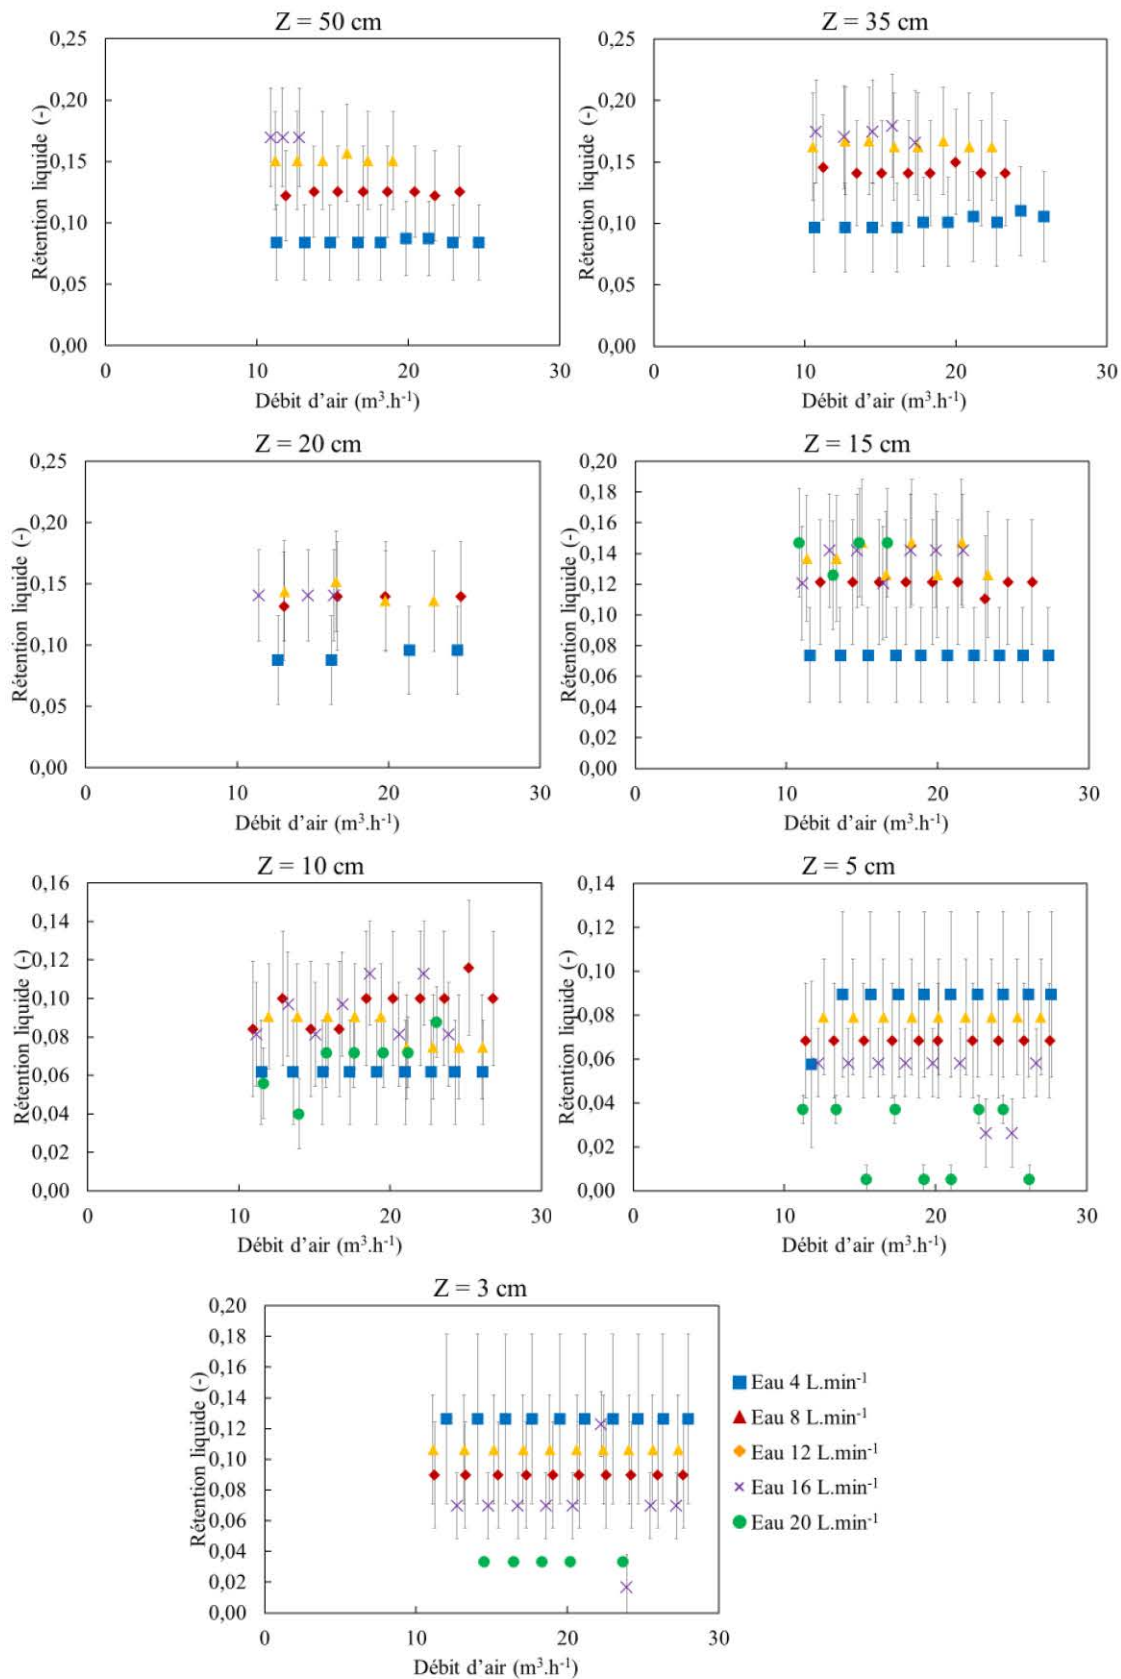 Z = 50 cm
0,25
0,20
0,15
0,10
0,05
0,00
Rétention liquide (-)
0 10 20 30
Débit d'air (m³.h⁻¹)
Z = 35 cm
0,25
0,20
0,15
0,10
0,05
0,00
Rétention liquide (-)
0 10 20 30
Débit d'air (m³.h⁻¹)
Z = 20 cm
0,25
0,20
0,15
0,10
0,05
0,00
Rétention liquide (-)
0 10 20 30
Débit d'air (m³.h⁻¹)
Z = 15 cm
0,20
0,18
0,16
0,14
0,12
0,10
0,08
0,06
0,04
0,02
0,00
Rétention liquide (-)
0 10 20 30
Débit d'air (m³.h⁻¹)
Z = 10 cm
0,16
0,14
0,12
0,10
0,08
0,06
0,04
0,02
0,00
Rétention liquide (-)
0 10 20 30
Débit d'air (m³.h⁻¹)
Z = 5 cm
0,14
0,12
0,10
0,08
0,06
0,04
0,02
0,00
Rétention liquide (-)
0 10 20 30
Débit d'air (m³.h⁻¹)
Z = 3 cm
0,20
0,18
0,16
0,14
0,12
0,10
0,08
0,06
0,04
0,02
0,00
Rétention liquide (-)
0 10 20 30
Débit d'air (m³.h⁻¹)
Eau 4 L.min⁻¹
Eau 8 L.min⁻¹
Eau 12 L.min⁻¹
Eau 16 L.min⁻¹
Eau 20 L.min⁻¹